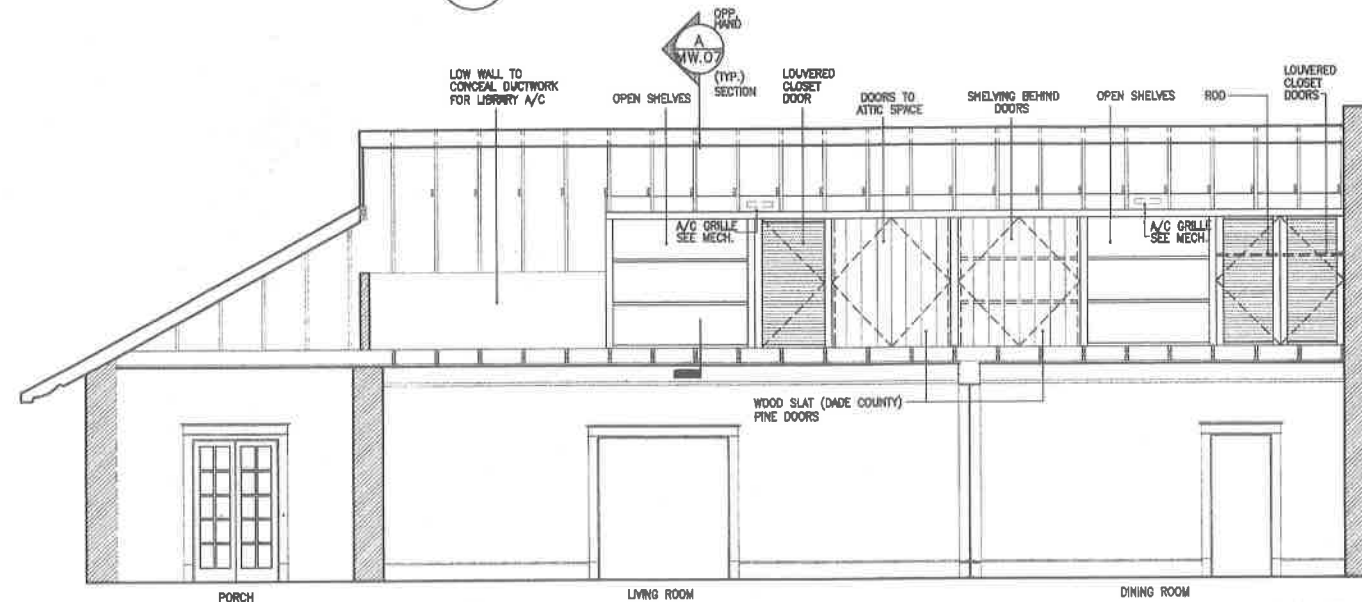 OPP.
HAND
A
MW.07
(TYP.)
SECTION
LOW WALL TO
CONCEAL DUCTWORK
FOR LIBRARY A/C
OPEN SHELVES
LOUVERED
CLOSET
DOOR
DOORS TO
ATTIC SPACE
SHELVING BEHIND
DOORS
OPEN SHELVES
ROD
LOUVERED
CLOSET
DOORS
A/C GRILLE
SEE MECH.
A/C GRILLE
SEE MECH.
WOOD SLAT (DADE COUNTY)
PINE DOORS
PORCH
LIVING ROOM
DINING ROOM